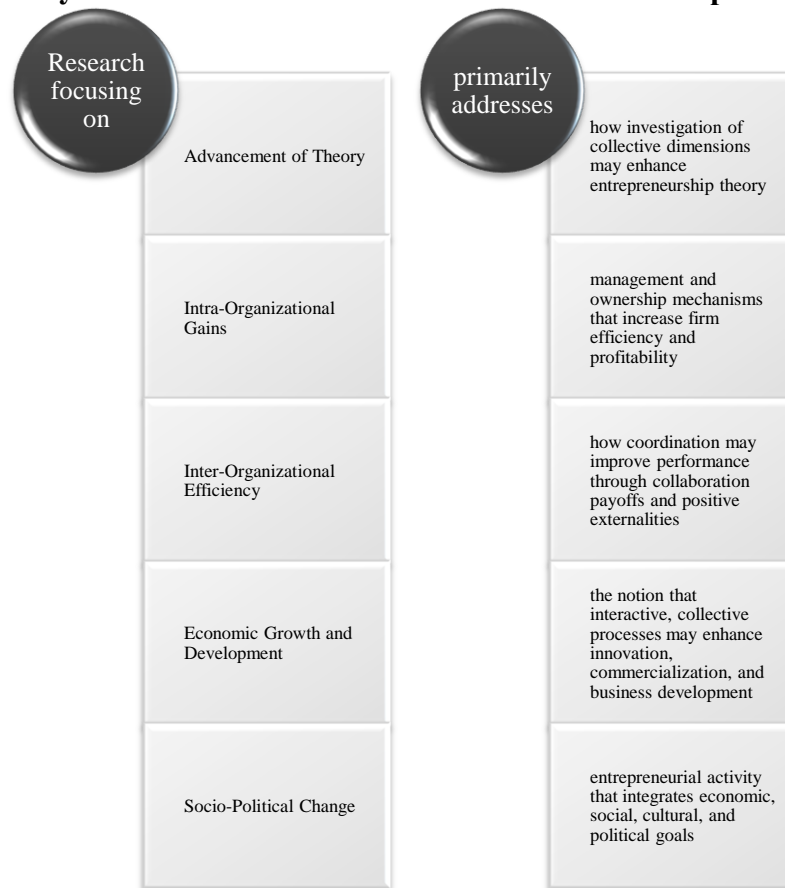 Research
focusing
on
primarily
addresses
Advancement of Theory
how investigation of
collective dimensions
may enhance
entrepreneurship theory
Intra-Organizational
Gains
management and
ownership mechanisms
that increase firm
efficiency and
profitability
Inter-Organizational
Efficiency
how coordination may
improve performance
through collaboration
payoffs and positive
externalities
Economic Growth and
Development
the notion that
interactive, collective
processes may enhance
innovation,
commercialization, and
business development
Socio-Political Change
entrepreneurial activity
that integrates economic,
social, cultural, and
political goals